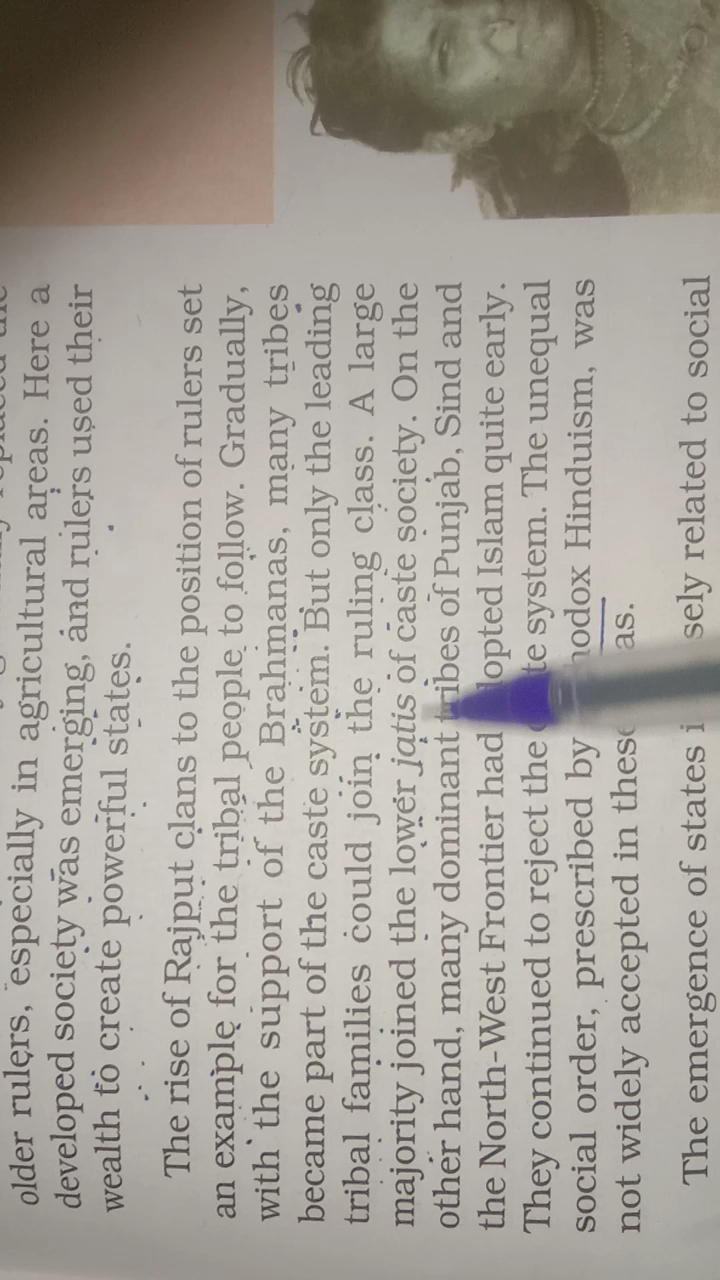 older rulers, especially in agricultural areas. Here a
developed society was emerging, and rulers used their
wealth to create powerful states.
The rise of Rajput clans to the position of rulers set
an example for the tribal people to follow. Gradually,
with the support of the Brahmanas, many tribes
became part of the caste system. But only the leading
tribal families could join the ruling class. A large
majority joined the lower jatis of caste society. On the
other hand, many dominant tribes of Punjab, Sind and
the North-West Frontier had opted Islam quite early.
They continued to reject the te system. The unequal
social order, prescribed by hodox Hinduism, was
not widely accepted in these as.
The emergence of states i sely related to social